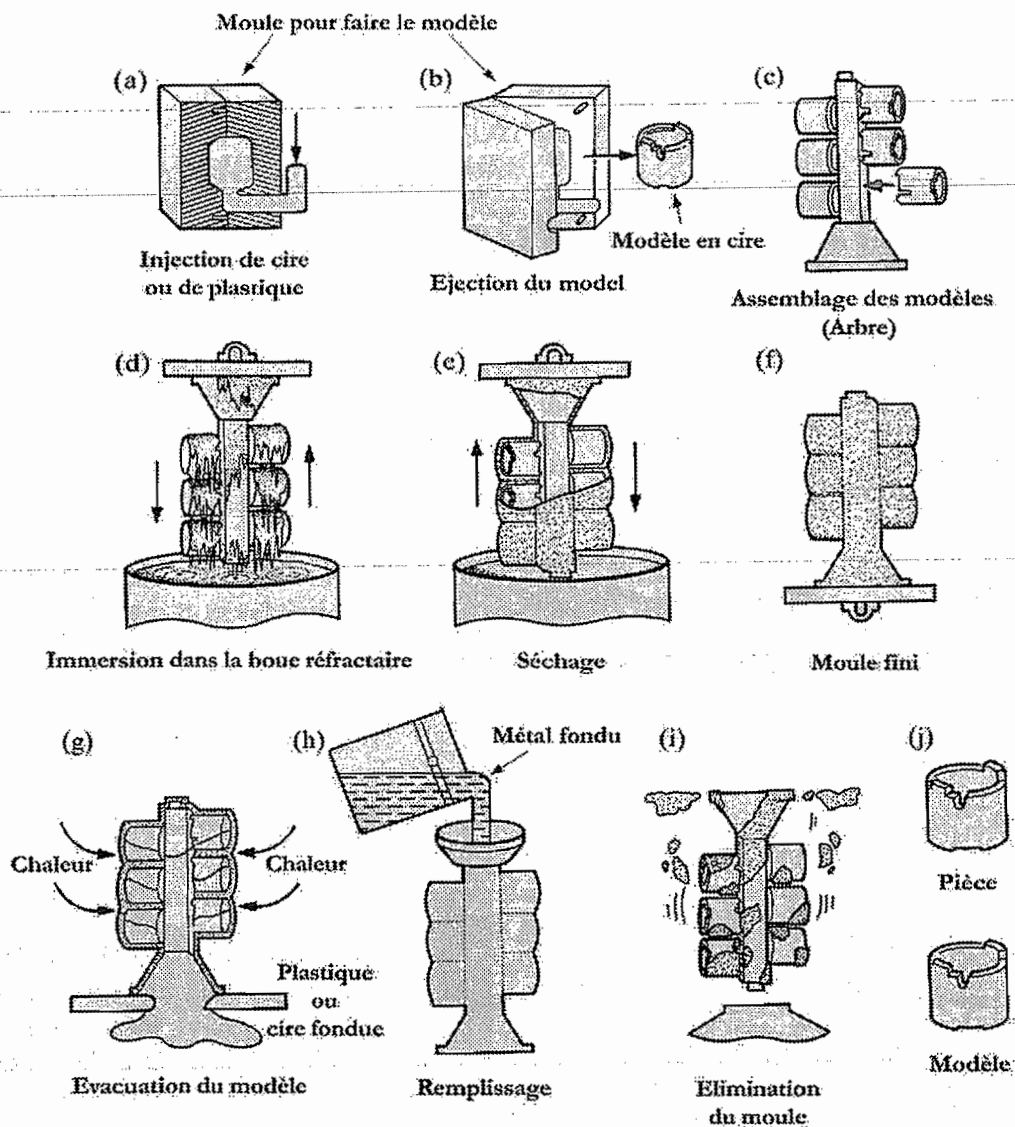 Moule pour faire le modèle
(a)
(b)
(c)
Injection de cire
ou de plastique
Ejection du model
Modèle en cire
Assemblage des modèles
(Arbre)
(d)
(e)
(f)
Immersion dans la boue réfractaire
Séchage
Moule fini
(g)
(h)
Métal fondu
(i)
(j)
Chaleur
Chaleur
Pièce
Plastique
ou
cire fondue
Modèle
Evacuation du modèle
Remplissage
Elimination
du moule